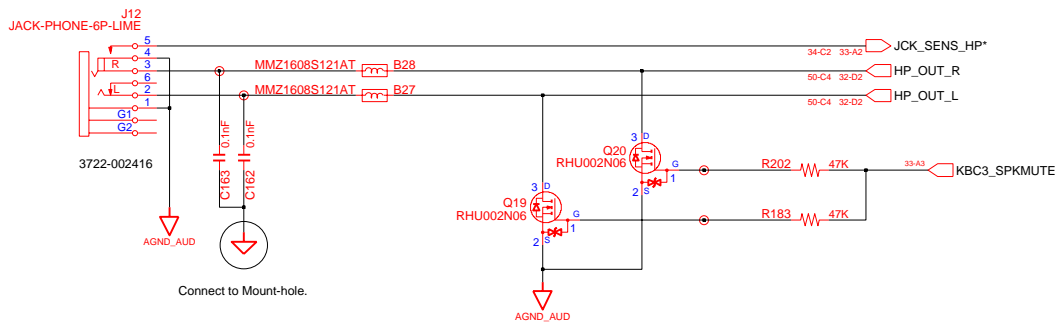 J12
JACK-PHONE-6P-LIME
5
4
R 3
6
L 2
1
G1
G2
3722-002416
AGND_AUD
MMZ1608S121AT B28
MMZ1608S121AT B27
34-C2 33-A2 JCK_SENS_HP*
50-C4 32-D2 HP_OUT_R
50-C4 32-D2 HP_OUT_L
C163 0.1nF
C162 0.1nF
Connect to Mount-hole.
3 D
Q20
RHU002N06
G
1
2 S
R202 47K
33-A3 KBC3_SPKMUTE
3 D
Q19
RHU002N06
G
1
2 S
R183 47K
AGND_AUD